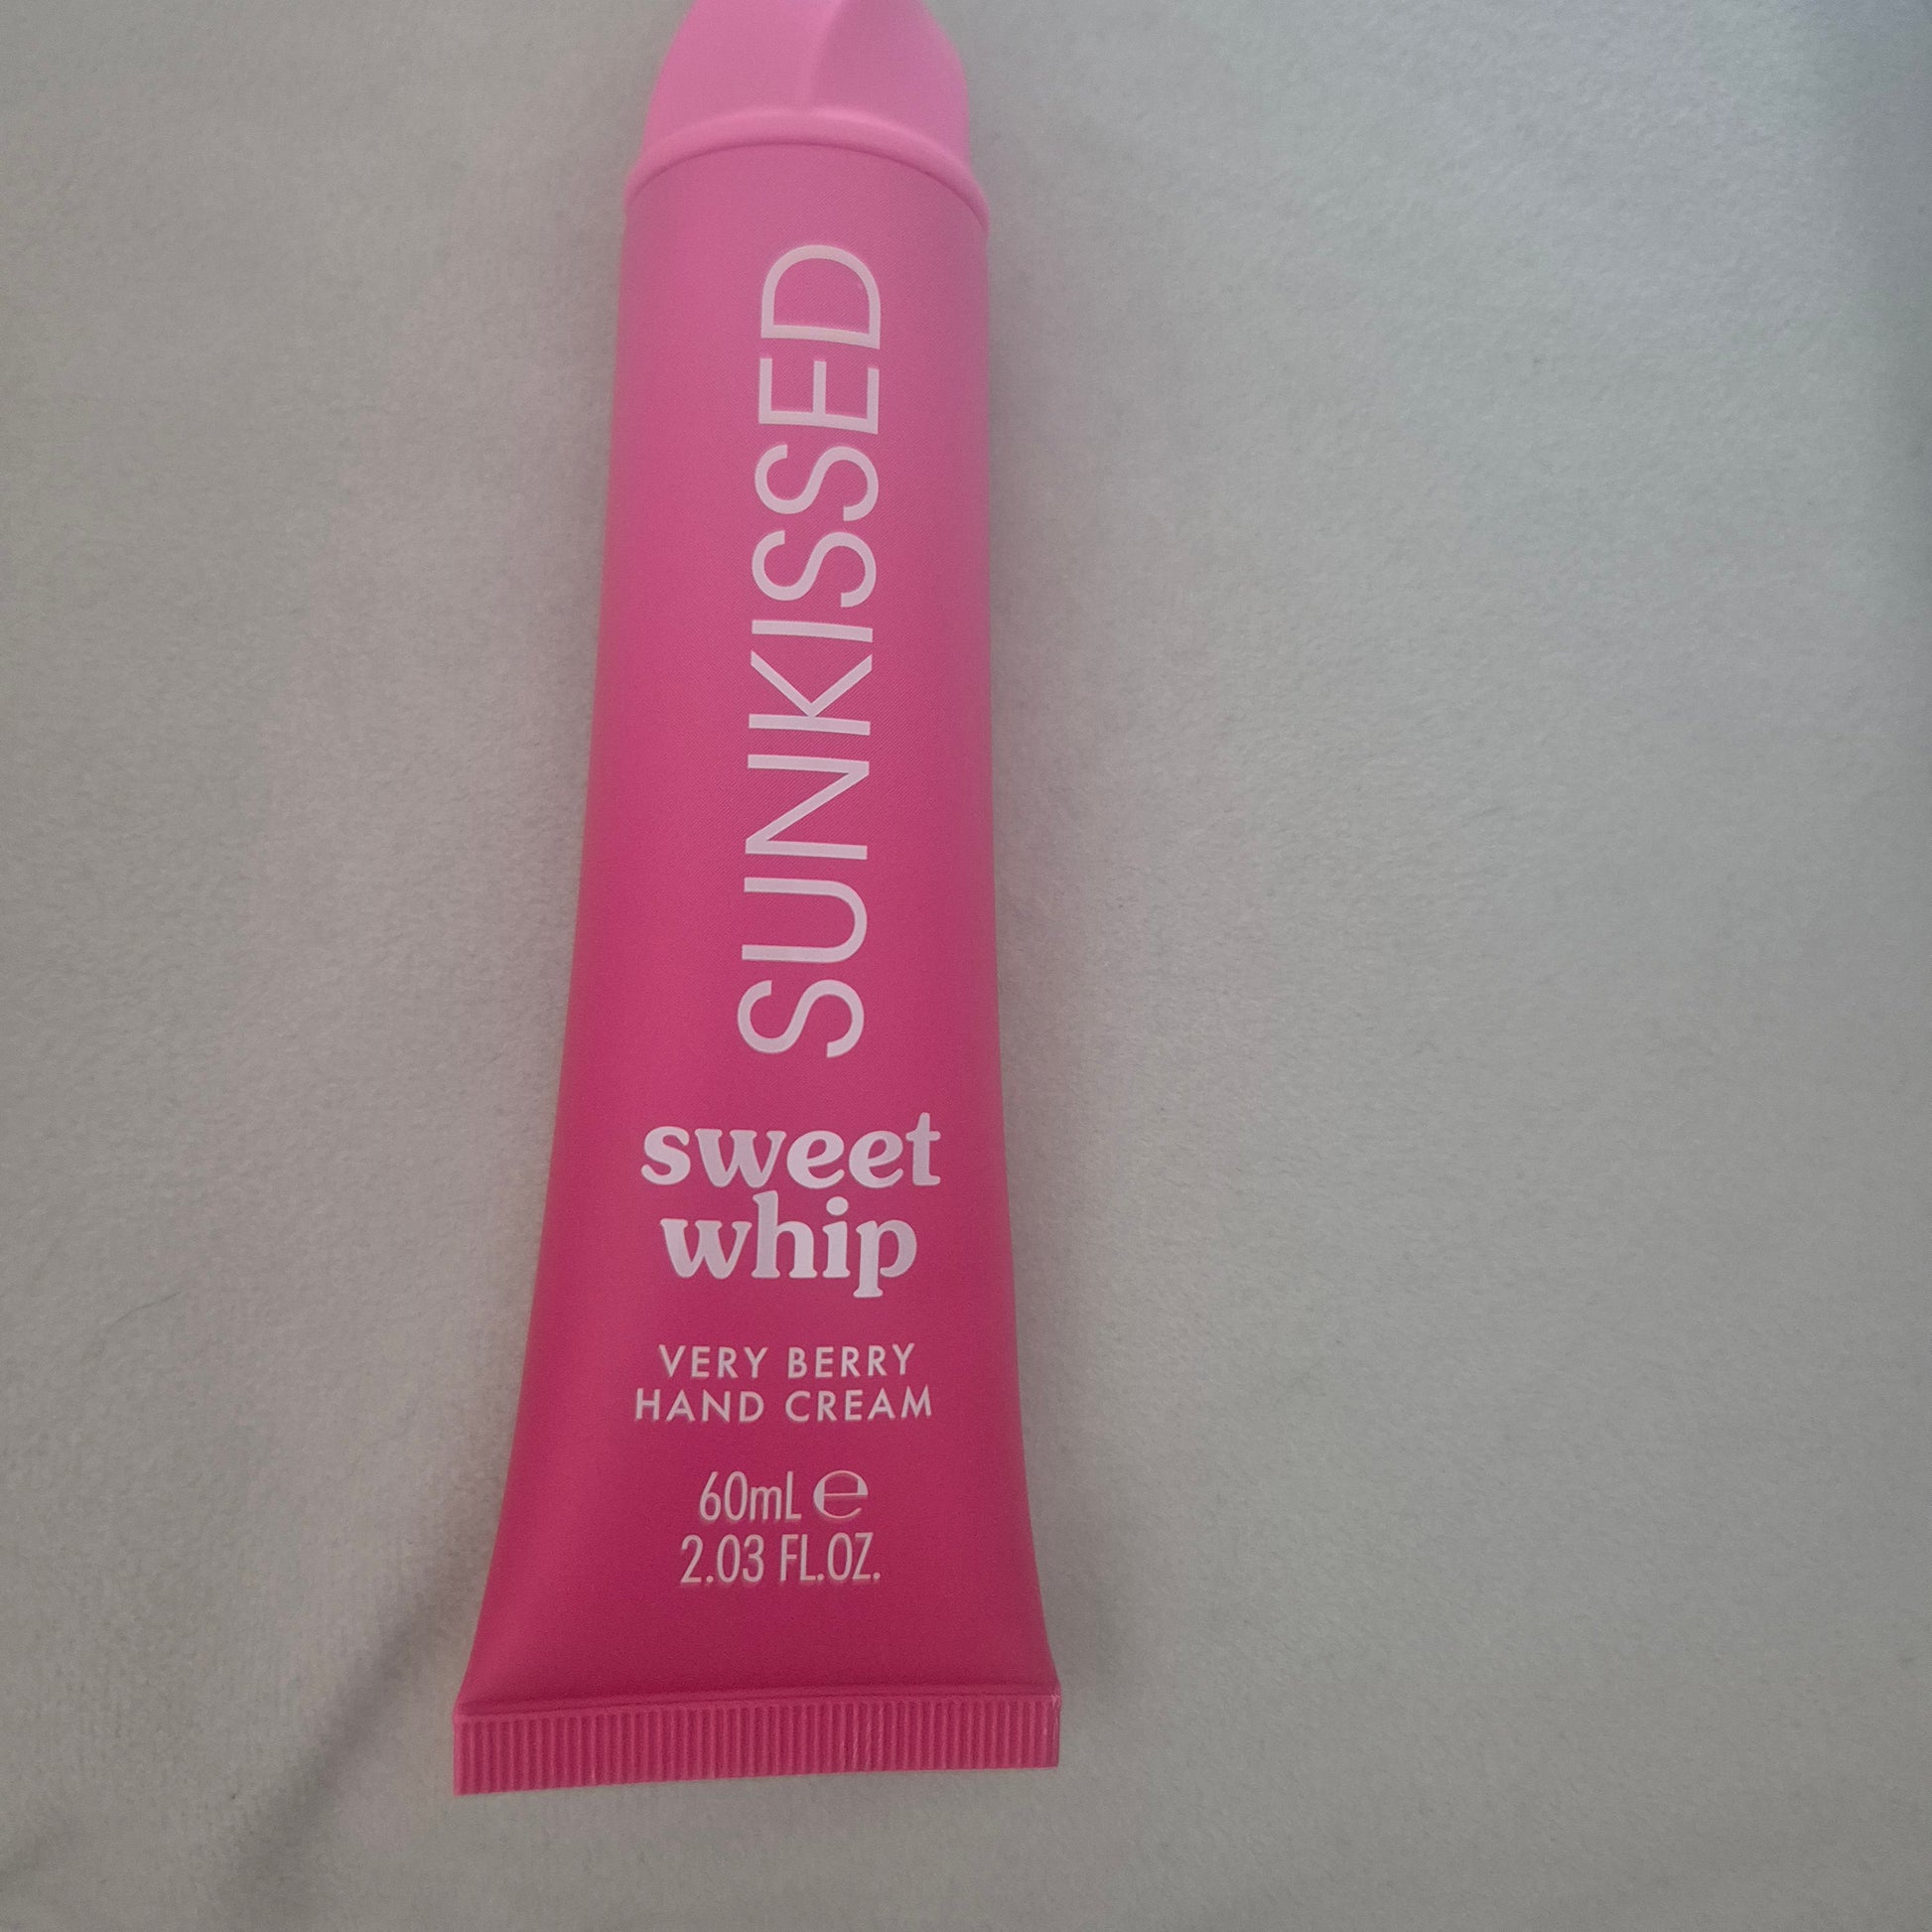 SUNKISSED
sweet
whip
VERY BERRY
HAND CREAM
60mL ℮
2.03 FL.OZ.